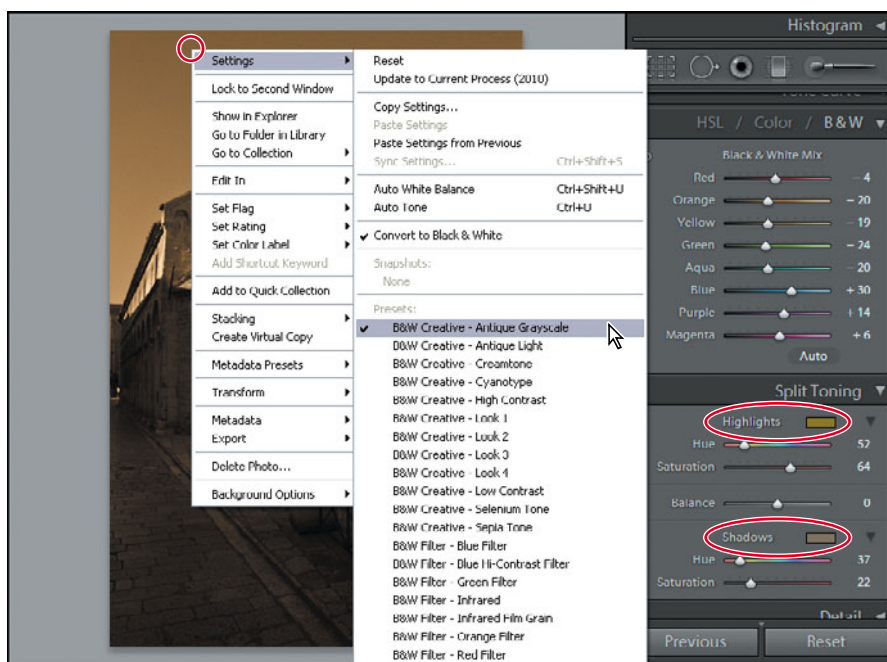 Settings
Lock to Second Window
Show in Explorer
Go to Folder in Library
Go to Collection
Edit In
Set Flag
Set Rating
Set Color Label
Add Shortcut Keyword
Add to Quick Collection
Stacking
Create Virtual Copy
Metadata Presets
Transform
Metadata
Export
Delete Photo...
Background Options
Reset
Update to Current Process (2010)
Copy Settings...
Paste Settings
Paste Settings from Previous
Sync Settings... Ctrl+Shift+S
Auto White Balance Ctrl+Shift+U
Auto Tone Ctrl+U
Convert to Black & White
Snapshots:
None
Presets:
B&W Creative - Antique Grayscale
B&W Creative - Antique Light
B&W Creative - Creamtone
B&W Creative - Cyanotype
B&W Creative - High Contrast
B&W Creative - Look 1
B&W Creative - Look 2
B&W Creative - Look 3
B&W Creative - Look 4
B&W Creative - Low Contrast
B&W Creative - Selenium Tone
B&W Creative - Sepia Tone
B&W Filter - Blue Filter
B&W Filter - Blue Hi-Contrast Filter
B&W Filter - Green Filter
B&W Filter - Infrared
B&W Filter - Infrared Film Grain
B&W Filter - Orange Filter
B&W Filter - Red Filter
Histogram
Tone Curve
HSL / Color / B&W
Black & White Mix
Red - 4
Orange - 20
Yellow - 19
Green - 24
Aqua - 20
Blue + 30
Purple + 14
Magenta + 6
Auto
Split Toning
Highlights
Hue 52
Saturation 64
Balance 0
Shadows
Hue 37
Saturation 22
Detail
Previous Reset